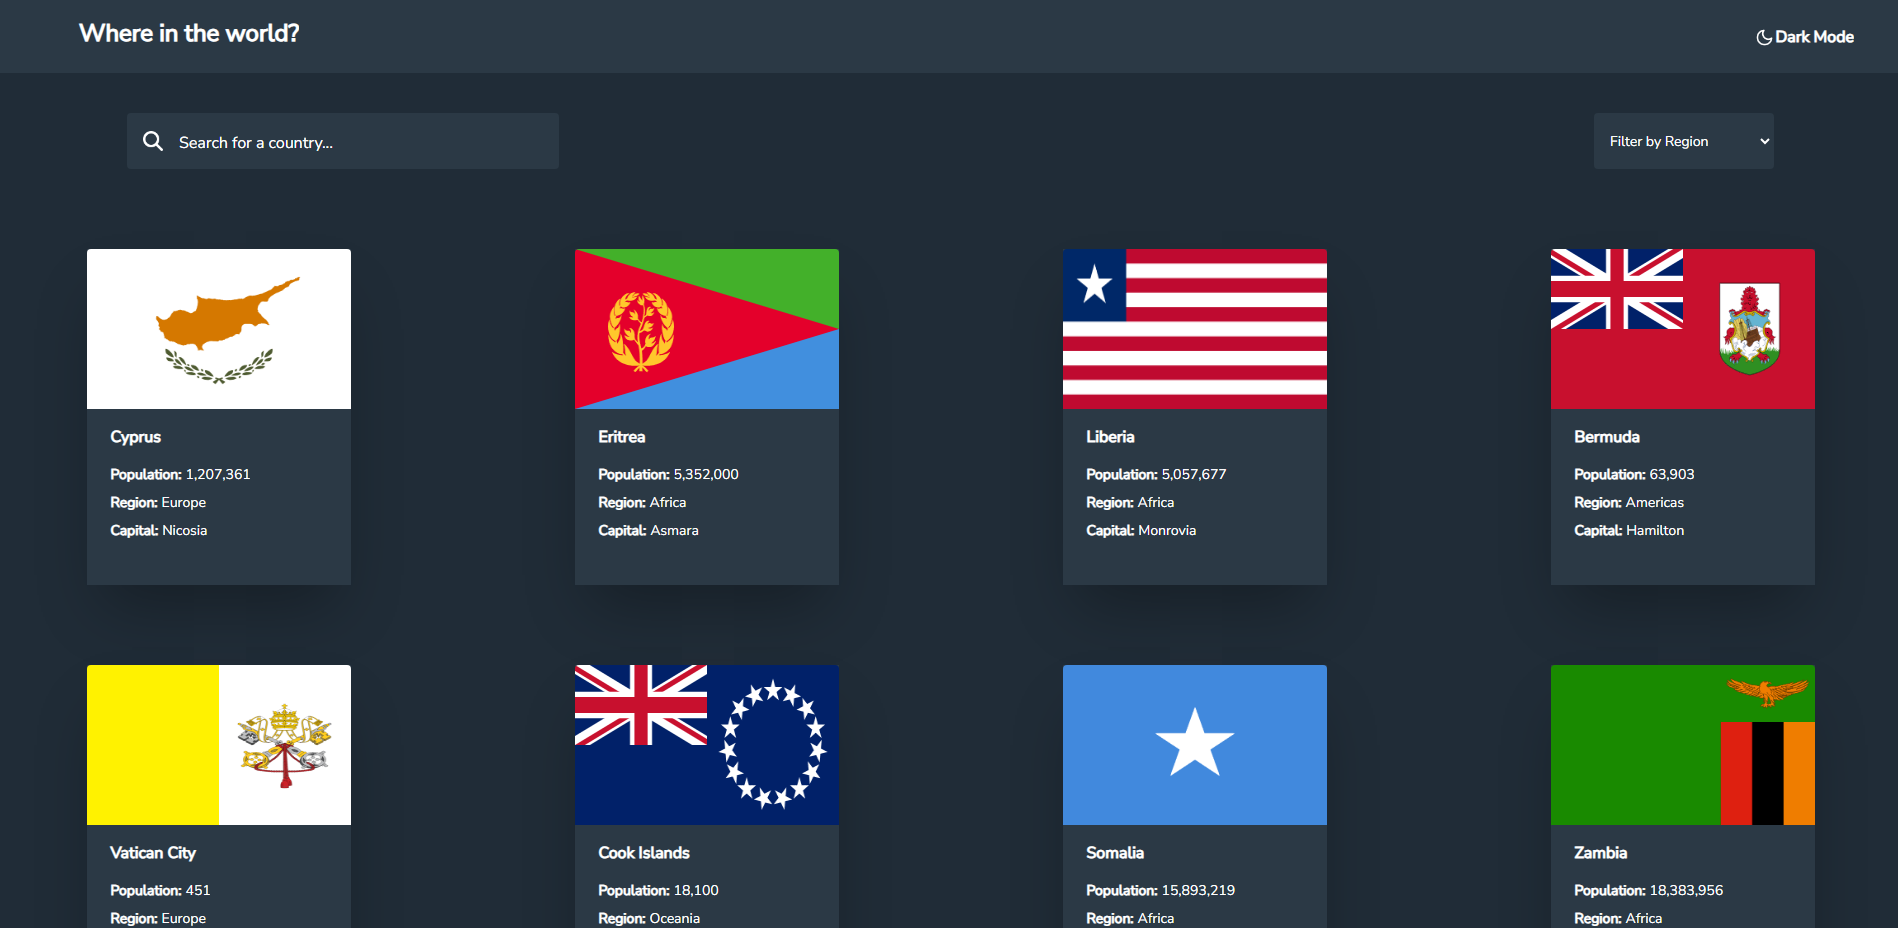 Where in the world?
Dark Mode
Search for a country...
Filter by Region
Cyprus
Population: 1,207,361
Region: Europe
Capital: Nicosia
Eritrea
Population: 5,352,000
Region: Africa
Capital: Asmara
Liberia
Population: 5,057,677
Region: Africa
Capital: Monrovia
Bermuda
Population: 63,903
Region: Americas
Capital: Hamilton
Vatican City
Population: 451
Region: Europe
Cook Islands
Population: 18,100
Region: Oceania
Somalia
Population: 15,893,219
Region: Africa
Zambia
Population: 18,383,956
Region: Africa